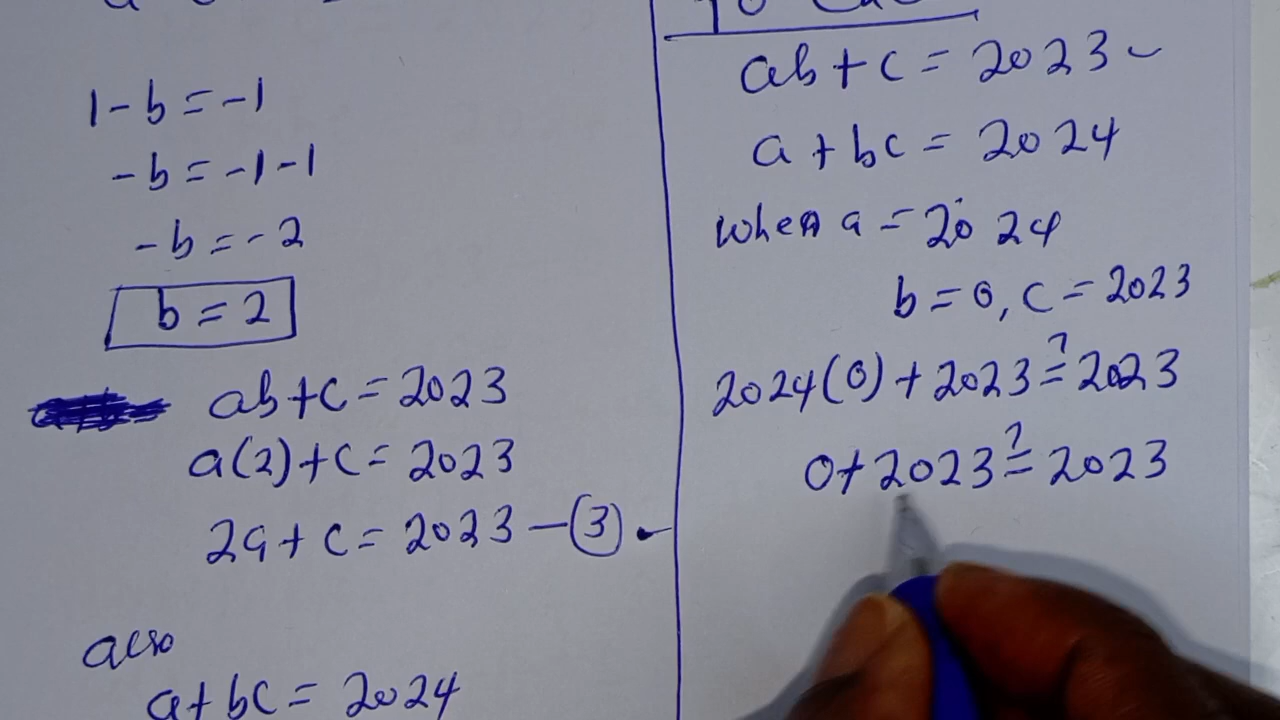 1 - b = -1
-b = -1 - 1
-b = -2
b = 2
ab + c = 2023
a(2) + c = 2023
2a + c = 2023 — (3)
also
a + bc = 2024
ab + c = 2023
a + bc = 2024
when a = 2024
b = 0, c = 2023
2024(0) + 2023 ?= 2023
0 + 2023 ?= 2023